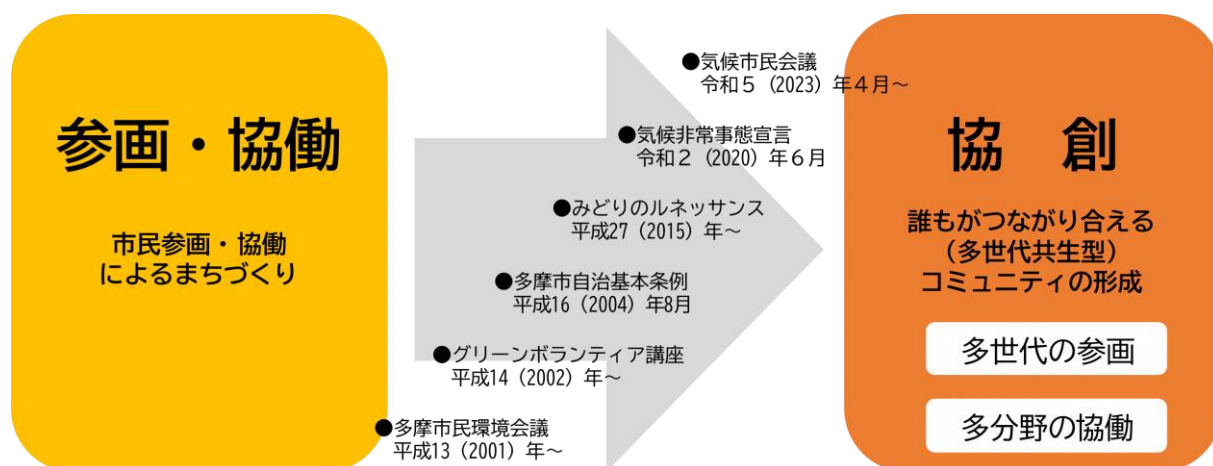 参画・協働
市民参画・協働
によるまちづくり
●気候市民会議
令和５（2023）年４月～
●気候非常事態宣言
令和２（2020）年６月
●みどりのルネッサンス
平成27（2015）年～
●多摩市自治基本条例
平成16（2004）年8月
●グリーンボランティア講座
平成14（2002）年～
●多摩市民環境会議
平成13（2001）年～
協　創
誰もがつながり合える
（多世代共生型）
コミュニティの形成
多世代の参画
多分野の協働